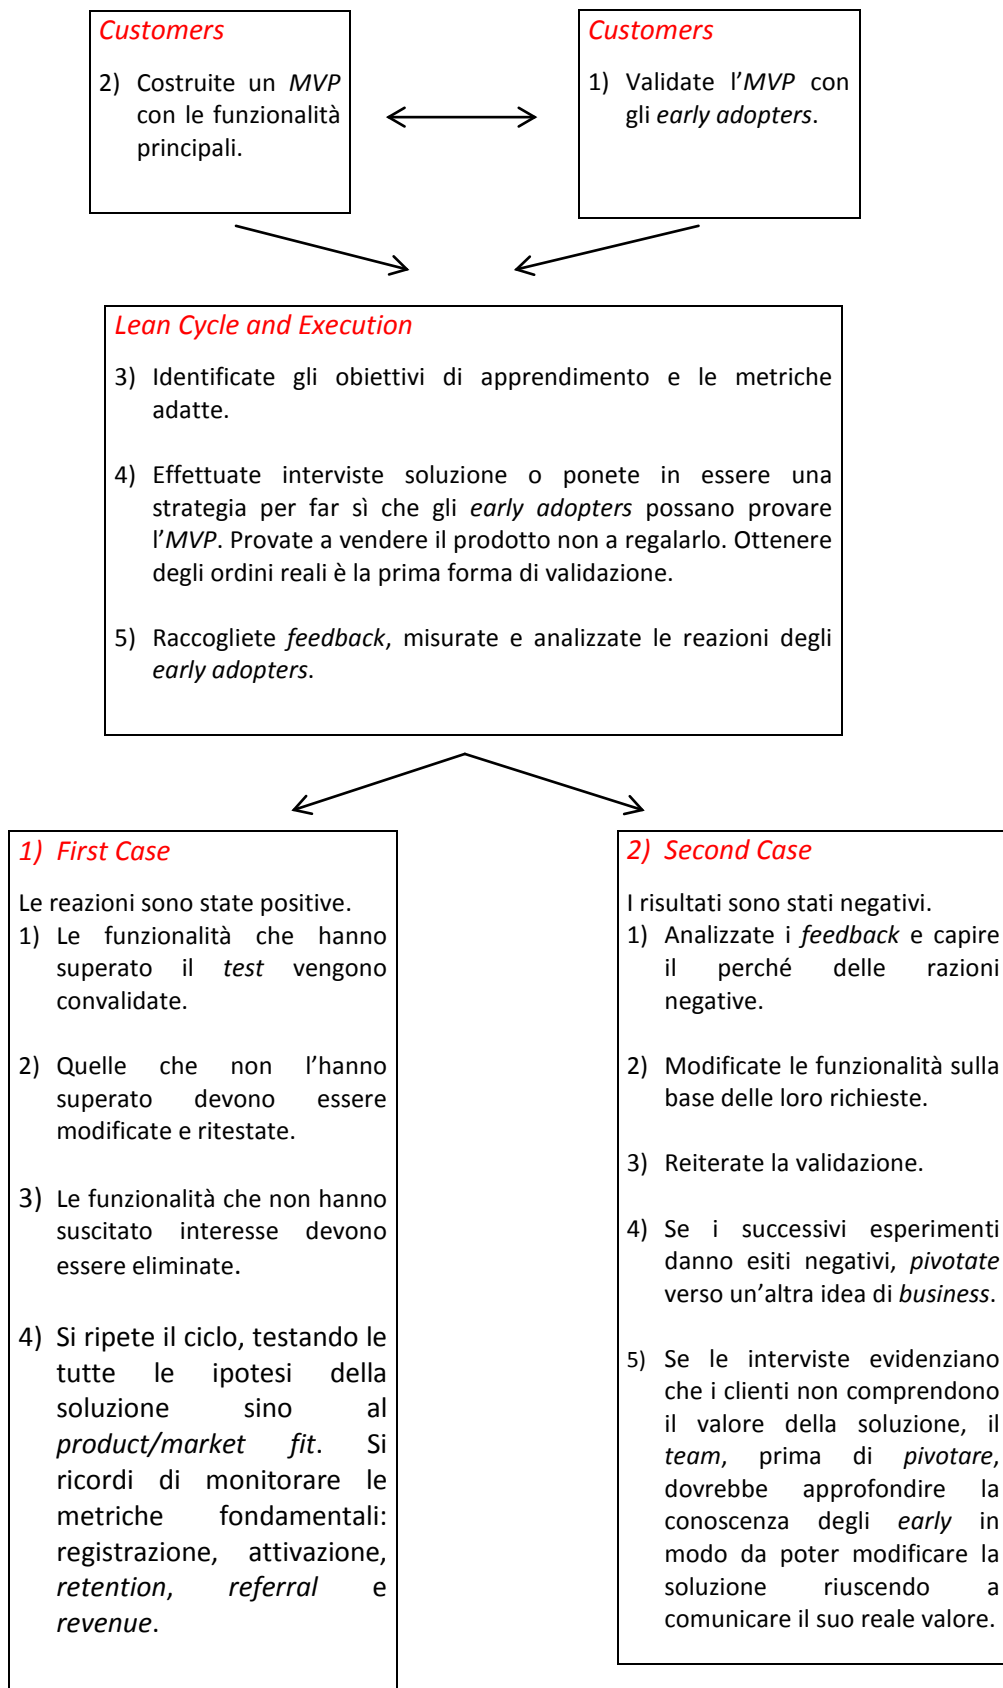 Customers
2) Costruite un MVP
con le funzionalità
principali.
Customers
1) Validate l’MVP con
gli early adopters.
Lean Cycle and Execution
3) Identificate gli obiettivi di apprendimento e le metriche
adatte.
4) Effettuate interviste soluzione o ponete in essere una
strategia per far sì che gli early adopters possano provare
l’MVP. Provate a vendere il prodotto non a regalarlo. Ottenere
degli ordini reali è la prima forma di validazione.
5) Raccogliete feedback, misurate e analizzate le reazioni degli
early adopters.
1) First Case
Le reazioni sono state positive.
1) Le funzionalità che hanno
superato il test vengono
convalidate.
2) Quelle che non l’hanno
superato devono essere
modificate e ritestate.
3) Le funzionalità che non hanno
suscitato interesse devono
essere eliminate.
4) Si ripete il ciclo, testando le
tutte le ipotesi della
soluzione sino al
product/market fit. Si
ricordi di monitorare le
metriche fondamentali:
registrazione, attivazione,
retention, referral e
revenue.
2) Second Case
I risultati sono stati negativi.
1) Analizzate i feedback e capire
il perché delle razioni
negative.
2) Modificate le funzionalità sulla
base delle loro richieste.
3) Reiterate la validazione.
4) Se i successivi esperimenti
danno esiti negativi, pivotate
verso un’altra idea di business.
5) Se le interviste evidenziano
che i clienti non comprendono
il valore della soluzione, il
team, prima di pivotare,
dovrebbe approfondire la
conoscenza degli early in
modo da poter modificare la
soluzione riuscendo a
comunicare il suo reale valore.